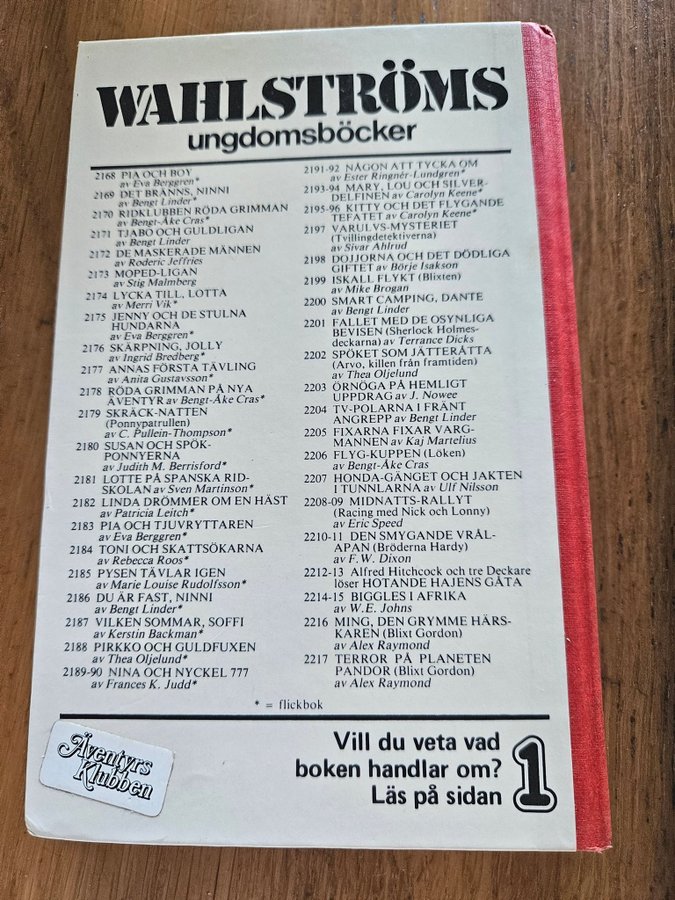 WAHLSTRÖMS
ungdomsböcker
2168 PIA OCH BOY
av Eva Berggren*
2169 DET BRÄNNS, NINNI
av Bengt Linder*
2170 RIDKLUBBEN RÖDA GRIMMAN
av Bengt-Åke Cras*
2171 TJABO OCH GULDLIGAN
av Bengt Linder
2172 DE MASKERADE MÄNNEN
av Roderic Jeffries
2173 MOPED-LIGAN
av Stig Malmberg
2174 LYCKA TILL, LOTTA
av Merri Vik*
2175 JENNY OCH DE STULNA
HUNDARNA
av Eva Berggren*
2176 SKÄRPNING, JOLLY
av Ingrid Bredberg*
2177 ANNAS FÖRSTA TÄVLING
av Anita Gustavsson*
2178 RÖDA GRIMMAN PÅ NYA
ÄVENTYR av Bengt-Åke Cras*
2179 SKRÄCK-NATTEN
(Ponnypatrullen)
av C. Pullein-Thompson*
2180 SUSAN OCH SPÖK-
PONNYERNA
av Judith M. Berrisford*
2181 LOTTE PÅ SPANSKA RID-
SKOLAN av Sven Martinson*
2182 LINDA DRÖMMER OM EN HÄST
av Patricia Leitch*
2183 PIA OCH TJUVRYTTAREN
av Eva Berggren*
2184 TONI OCH SKATTSÖKARNA
av Rebecca Roos*
2185 PYSEN TÄVLAR IGEN
av Marie Louise Rudolfsson*
2186 DU ÄR FAST, NINNI
av Bengt Linder*
2187 VILKEN SOMMAR, SOFFI
av Kerstin Backman*
2188 PIRKKO OCH GULDFUXEN
av Thea Oljelund*
2189-90 NINA OCH NYCKEL 777
av Frances K. Judd*
2191-92 NÅGON ATT TYCKA OM
av Ester Ringnér-Lundgren*
2193-94 MARY, LOU OCH SILVER-
DELFINEN av Carolyn Keene*
2195-96 KITTY OCH DET FLYGANDE
TEFATET av Carolyn Keene*
2197 VARULVS-MYSTERIET
(Tvillingdetektiverna)
av Sivar Ahlrud
2198 DOJJORNA OCH DET DÖDLIGA
GIFTET av Börje Isakson
2199 ISKALL FLYKT (Blixten)
av Mike Brogan
2200 SMART CAMPING, DANTE
av Bengt Linder
2201 FALLET MED DE OSYNLIGA
BEVISEN (Sherlock Holmes-
deckarna) av Terrance Dicks
2202 SPÖKET SOM JÄTTERÅTTA
(Arvo, killen från framtiden)
av Thea Oljelund
2203 ÖRNÖGA PÅ HEMLIGT
UPPDRAG av J. Nowee
2204 TV-POLARNA I FRÄNT
ANGREPP av Bengt Linder
2205 FIXARNA FIXAR VARG-
MANNEN av Kaj Martelius
2206 FLYG-KUPPEN (Löken)
av Bengt-Åke Cras
2207 HONDA-GÄNGET OCH JAKTEN
I TUNNLARNA av Ulf Nilsson
2208-09 MIDNATTS-RALLYT
(Racing med Nick och Lonny)
av Eric Speed
2210-11 DEN SMYGANDE VRÅL-
APAN (Bröderna Hardy)
av F.W. Dixon
2212-13 Alfred Hitchcock och tre Deckare
löser HOTANDE HAJENS GÅTA
2214-15 BIGGLES I AFRIKA
av W.E. Johns
2216 MING, DEN GRYMME HÄRS-
KAREN (Blixt Gordon)
av Alex Raymond
2217 TERROR PÅ PLANETEN
PANDOR (Blixt Gordon)
av Alex Raymond
* = flickbok
Äventyrs
Klubben
Vill du veta vad
boken handlar om?
Läs på sidan 1